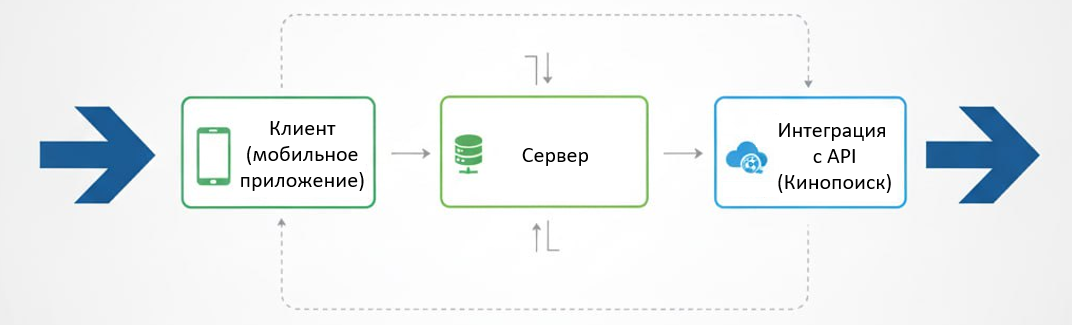 Клиент
(мобильное
приложение)
Сервер
Интеграция
с API
(Кинопоиск)